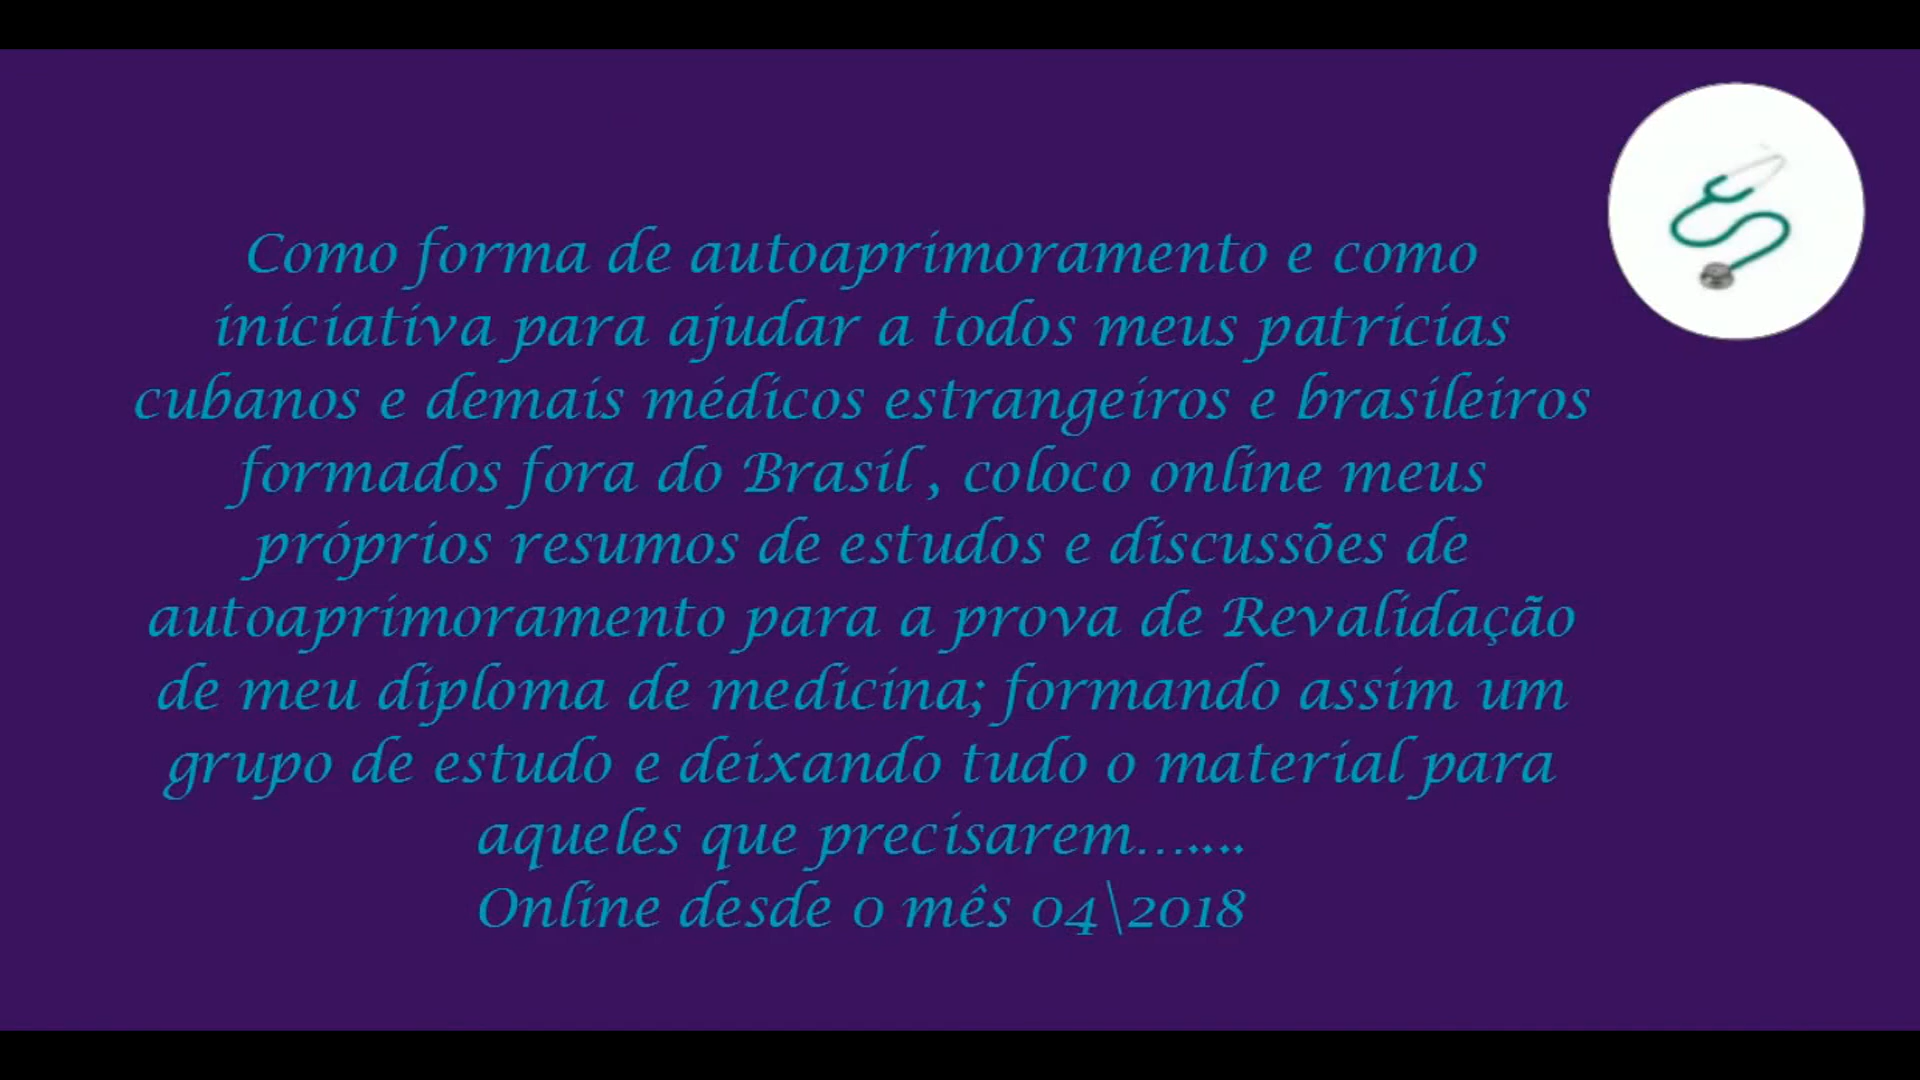 Como forma de autoaprimoramento e como
iniciativa para ajudar a todos meus patrícias
cubanos e demais médicos estrangeiros e brasileiros
formados fora do Brasil , coloco online meus
próprios resumos de estudos e discussões de
autoaprimoramento para a prova de Revalidação
de meu diploma de medicina; formando assim um
grupo de estudo e deixando tudo o material para
aqueles que precisarem…....
Online desde o mês 04\2018